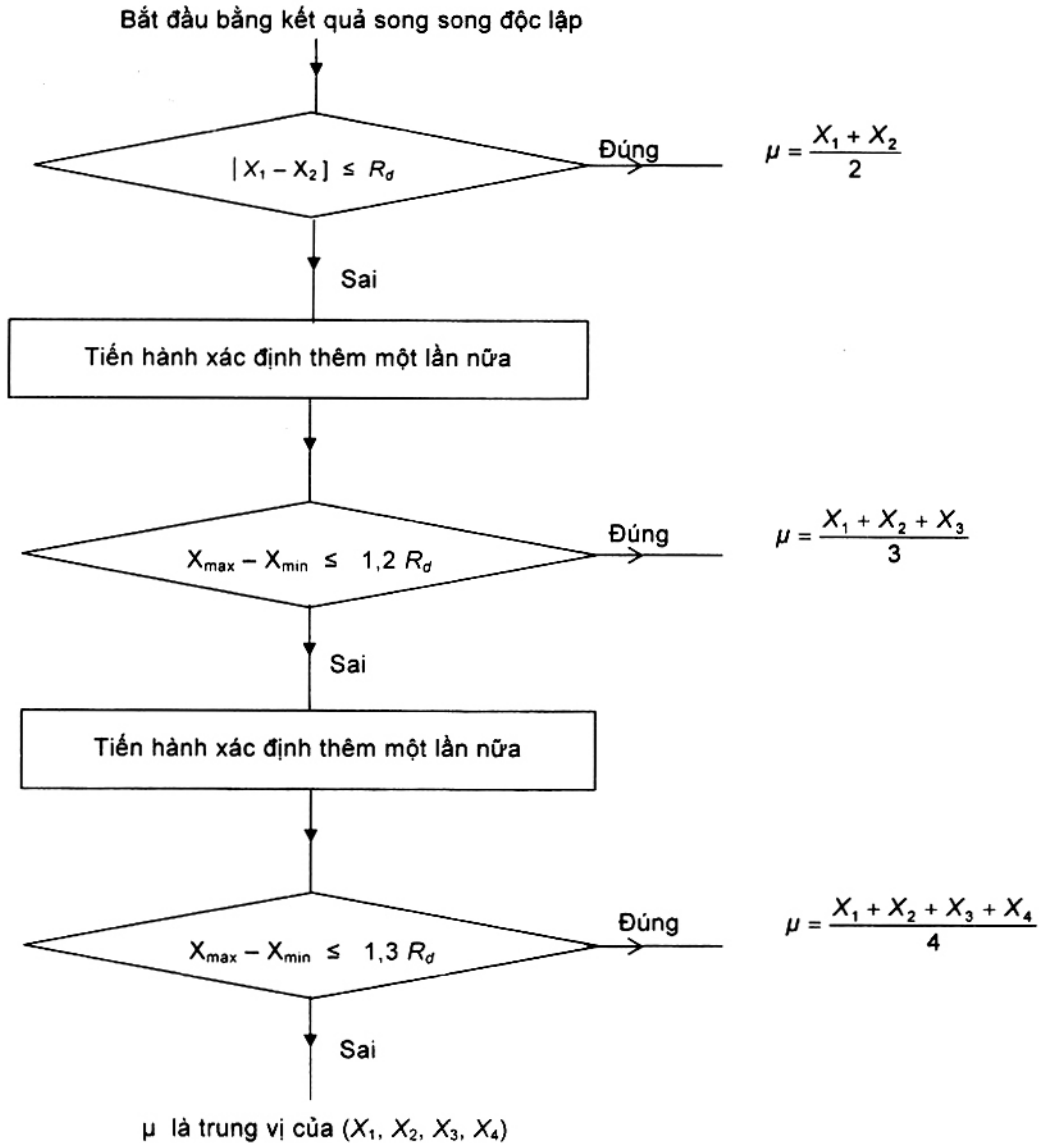 Bắt đầu bằng kết quả song song độc lập
| X₁ – X₂] ≤ R_d
Đúng
μ = (X₁ + X₂) / 2
Sai
Tiến hành xác định thêm một lần nữa
X_max – X_min ≤ 1,2 R_d
Đúng
μ = (X₁ + X₂ + X₃) / 3
Sai
Tiến hành xác định thêm một lần nữa
X_max – X_min ≤ 1,3 R_d
Đúng
μ = (X₁ + X₂ + X₃ + X₄) / 4
Sai
μ là trung vị của (X₁, X₂, X₃, X₄)